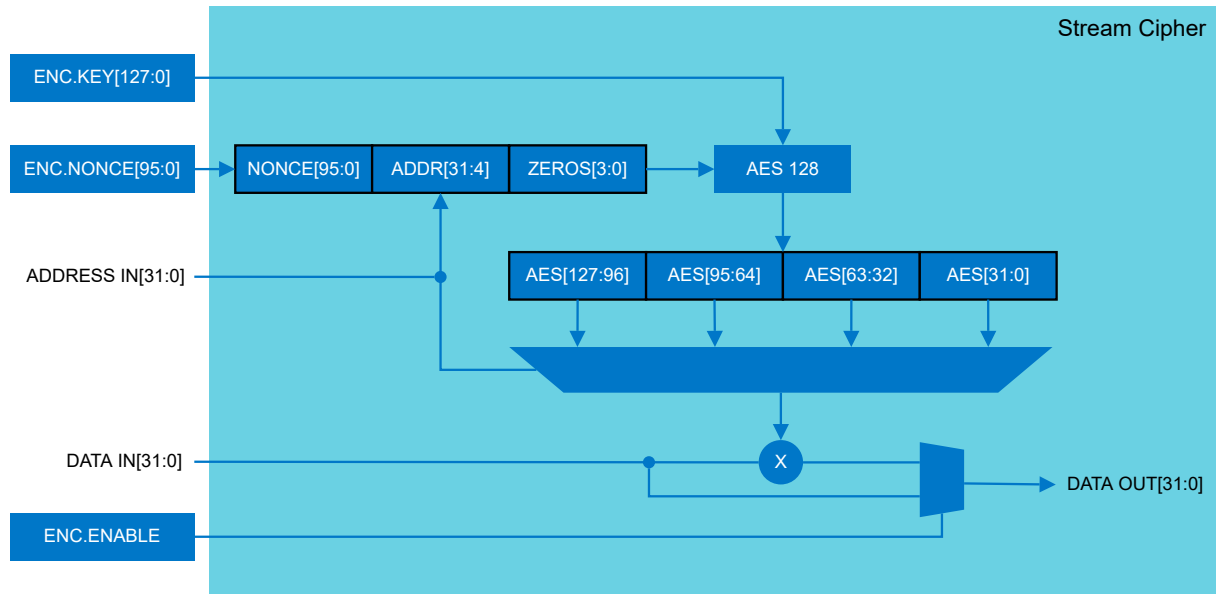 Stream Cipher
ENC.KEY[127:0]
ENC.NONCE[95:0]
NONCE[95:0]
ADDR[31:4]
ZEROS[3:0]
AES 128
ADDRESS IN[31:0]
AES[127:96]
AES[95:64]
AES[63:32]
AES[31:0]
DATA IN[31:0]
X
DATA OUT[31:0]
ENC.ENABLE